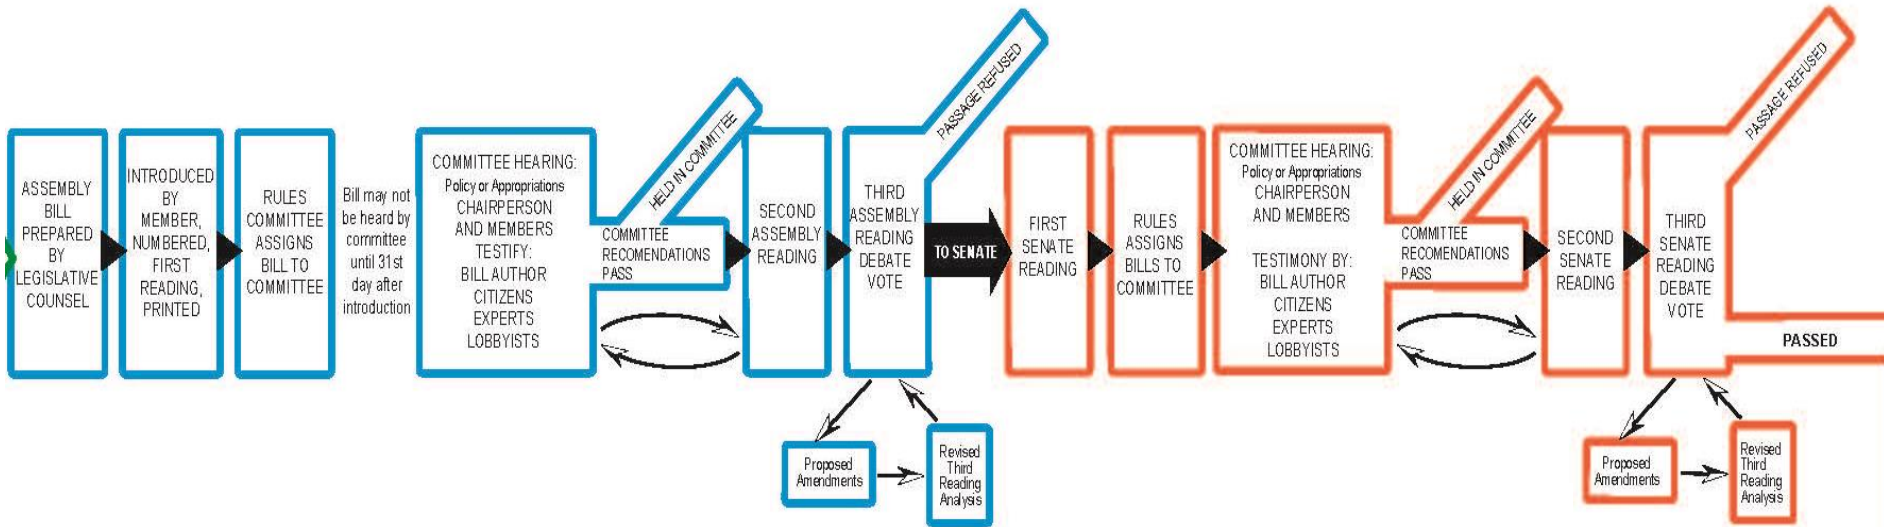 ASSEMBLY
BILL
PREPARED
BY
LEGISLATIVE
COUNSEL
INTRODUCED
BY
MEMBER,
NUMBERED,
FIRST
READING,
PRINTED
RULES
COMMITTEE
ASSIGNS
BILL TO
COMMITTEE
Bill may not
be heard by
committee
until 31st
day after
introduction
COMMITTEE HEARING:
Policy or Appropriations
CHAIRPERSON
AND MEMBERS
TESTIFY:
BILL AUTHOR
CITIZENS
EXPERTS
LOBBYISTS
HELD IN COMMITTEE
COMMITTEE
RECOMENDATIONS
PASS
SECOND
ASSEMBLY
READING
THIRD
ASSEMBLY
READING
DEBATE
VOTE
PASSAGE REFUSED
Proposed
Amendments
Revised
Third
Reading
Analysis
TO SENATE
FIRST
SENATE
READING
RULES
ASSIGNS
BILLS TO
COMMITTEE
COMMITTEE HEARING:
Policy or Appropriations
CHAIRPERSON
AND MEMBERS
TESTIMONY BY:
BILL AUTHOR
CITIZENS
EXPERTS
LOBBYISTS
HELD IN COMMITTEE
COMMITTEE
RECOMENDATIONS
PASS
SECOND
SENATE
READING
THIRD
SENATE
READING
DEBATE
VOTE
PASSAGE REFUSED
PASSED
Proposed
Amendments
Revised
Third
Reading
Analysis